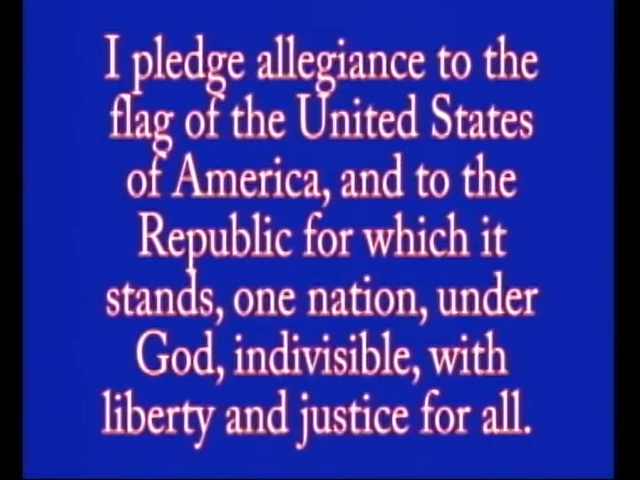 I pledge allegiance to the
flag of the United States
of America, and to the
Republic for which it
stands, one nation, under
God, indivisible, with
liberty and justice for all.